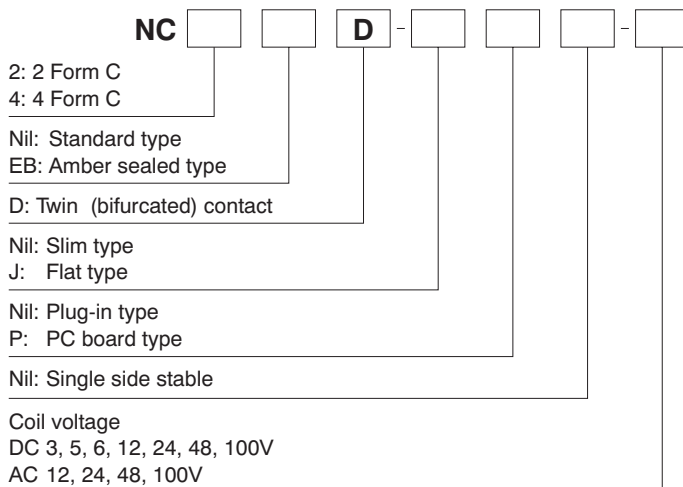 NC D - -
2: 2 Form C
4: 4 Form C
Nil: Standard type
EB: Amber sealed type
D: Twin (bifurcated) contact
Nil: Slim type
J: Flat type
Nil: Plug-in type
P: PC board type
Nil: Single side stable
Coil voltage
DC 3, 5, 6, 12, 24, 48, 100V
AC 12, 24, 48, 100V